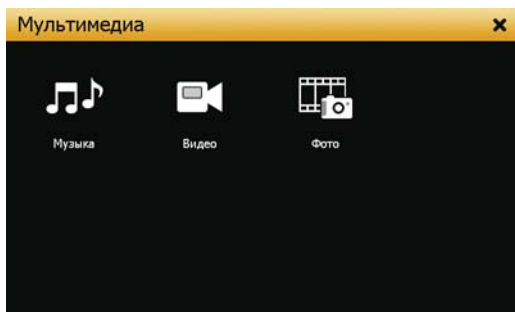 Мультимедиа
Музыка Видео Фото